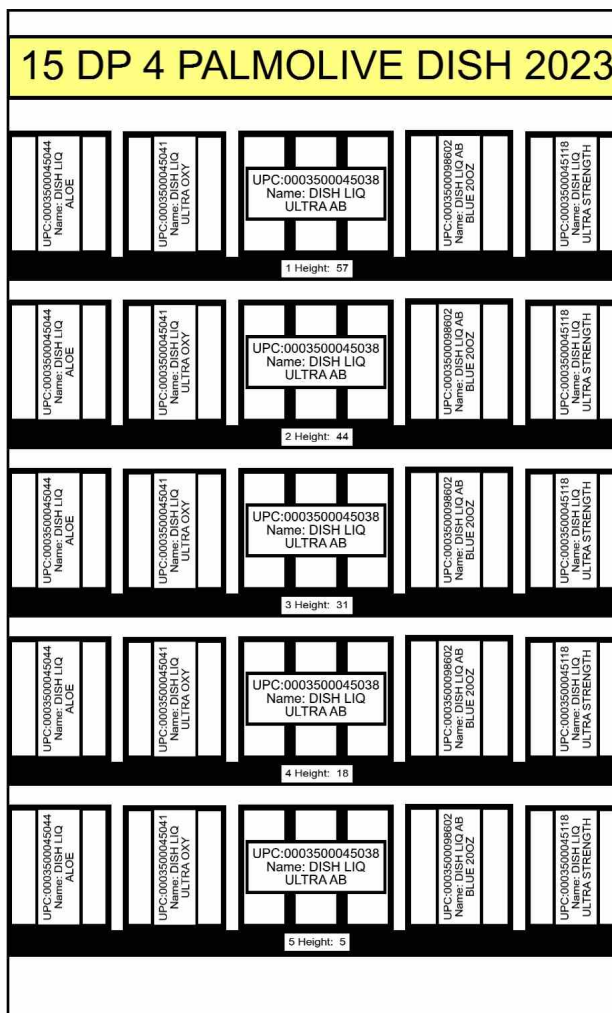 15 DP 4 PALMOLIVE DISH 2023
UPC:0003500045044
Name: DISH LIQ
ALOE
UPC:0003500045041
Name: DISH LIQ
ULTRA OXY
UPC:0003500045038
Name: DISH LIQ
ULTRA AB
UPC:0003500098602
Name: DISH LIQ AB
BLUE 20OZ
UPC:0003500045118
Name: DISH LIQ
ULTRA STRENGTH
1 Height: 57
UPC:0003500045044
Name: DISH LIQ
ALOE
UPC:0003500045041
Name: DISH LIQ
ULTRA OXY
UPC:0003500045038
Name: DISH LIQ
ULTRA AB
UPC:0003500098602
Name: DISH LIQ AB
BLUE 20OZ
UPC:0003500045118
Name: DISH LIQ
ULTRA STRENGTH
2 Height: 44
UPC:0003500045044
Name: DISH LIQ
ALOE
UPC:0003500045041
Name: DISH LIQ
ULTRA OXY
UPC:0003500045038
Name: DISH LIQ
ULTRA AB
UPC:0003500098602
Name: DISH LIQ AB
BLUE 20OZ
UPC:0003500045118
Name: DISH LIQ
ULTRA STRENGTH
3 Height: 31
UPC:0003500045044
Name: DISH LIQ
ALOE
UPC:0003500045041
Name: DISH LIQ
ULTRA OXY
UPC:0003500045038
Name: DISH LIQ
ULTRA AB
UPC:0003500098602
Name: DISH LIQ AB
BLUE 20OZ
UPC:0003500045118
Name: DISH LIQ
ULTRA STRENGTH
4 Height: 18
UPC:0003500045044
Name: DISH LIQ
ALOE
UPC:0003500045041
Name: DISH LIQ
ULTRA OXY
UPC:0003500045038
Name: DISH LIQ
ULTRA AB
UPC:0003500098602
Name: DISH LIQ AB
BLUE 20OZ
UPC:0003500045118
Name: DISH LIQ
ULTRA STRENGTH
5 Height: 5